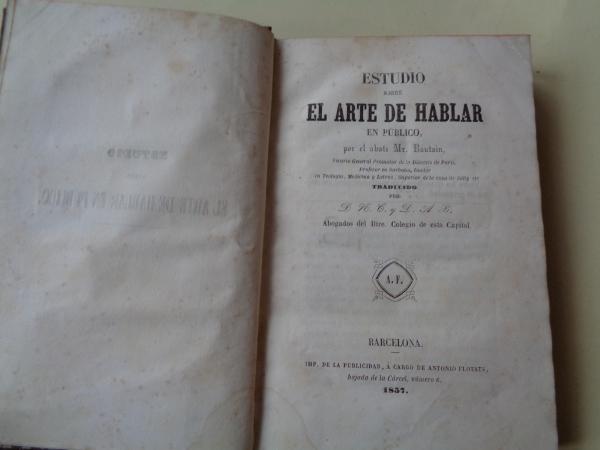 ESTUDIO
SOBRE
EL ARTE DE HABLAR
EN PÚBLICO,
por el abate Mr. Bautain,
Vicario General Promotor de la Diócesis de Paris,
Profesor en Sorbona, Doctor
en Teología, Medicina y Letras, Superior de la casa de Juilly etc
TRADUCIDO
POR
Abogados del Iltre. Colegio de esta Capital
A. F.
BARCELONA.
IMP. DE LA PUBLICIDAD, Á CARGO DE ANTONIO FLOTATS,
bajada de la Cárcel, número 6.
1857.